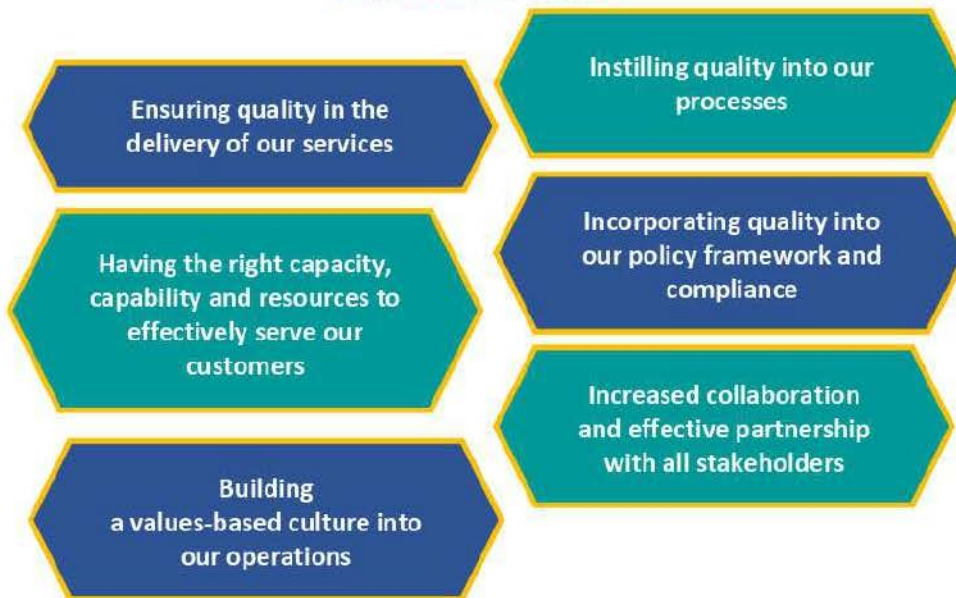 Ensuring quality in the
delivery of our services
Having the right capacity,
capability and resources to
effectively serve our
customers
Building
a values-based culture into
our operations
Instilling quality into our
processes
Incorporating quality into
our policy framework and
compliance
Increased collaboration
and effective partnership
with all stakeholders